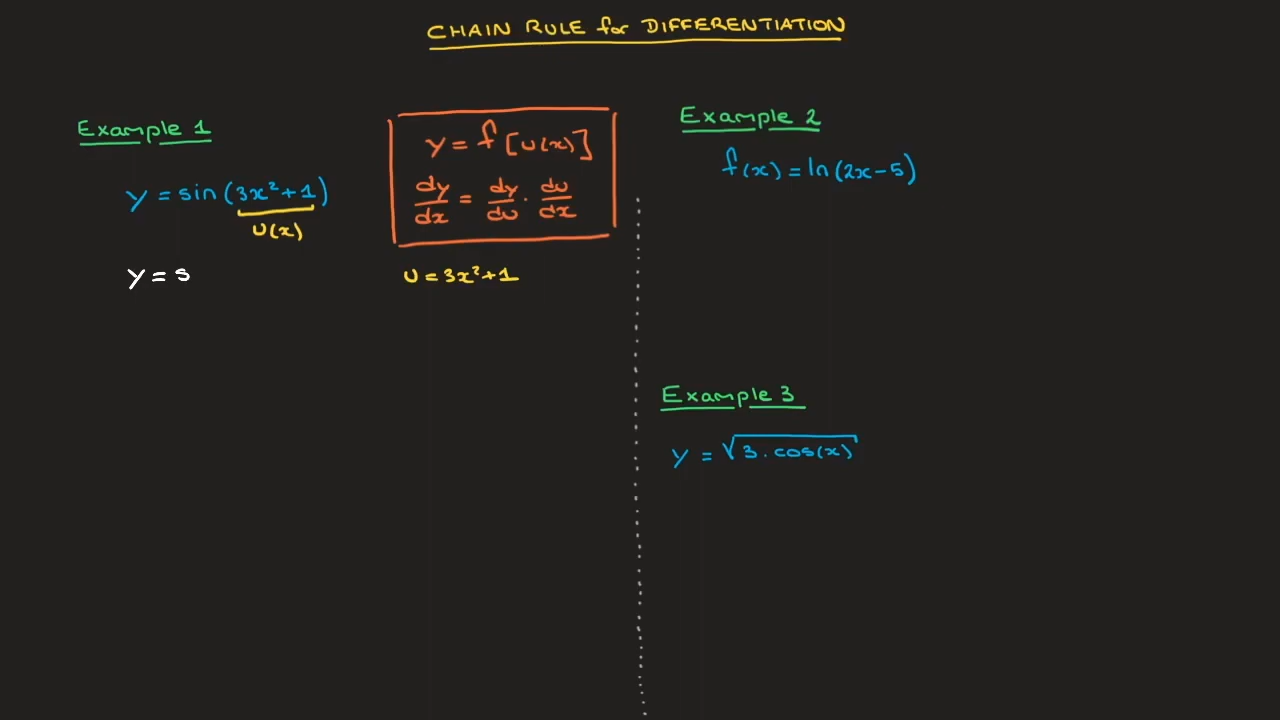 CHAIN RULE for DIFFERENTIATION
Example 1
y = sin (3x² + 1)
u(x)
y = s
y = f [u(x)]
dy/dx = dy/du · du/dx
u = 3x² + 1
Example 2
f(x) = ln(2x - 5)
Example 3
y = √3 . cos(x)